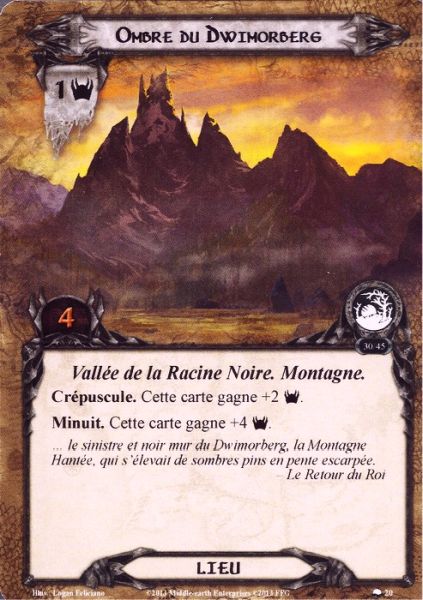 Ombre du Dwimorberg
1
4
30/45
Vallée de la Racine Noire. Montagne.
Crépuscule. Cette carte gagne +2
Minuit. Cette carte gagne +4
... le sinistre et noir mur du Dwimorberg, la Montagne
Hantée, qui s'élevait de sombres pins en pente escarpée.
– Le Retour du Roi
LIEU
Illus. Logan Feliciano ©2013 Middle-earth Enterprises ©2013 FFG 20